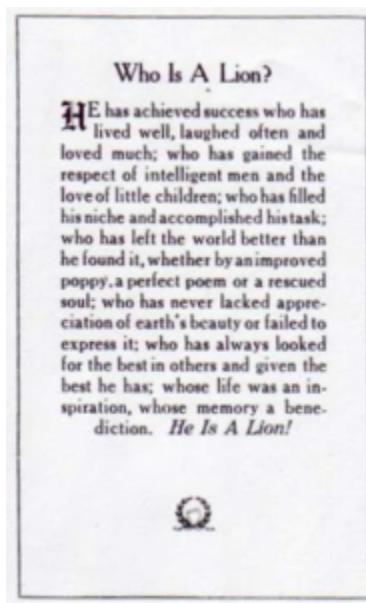 Who Is A Lion?
HE has achieved success who has
lived well, laughed often and
loved much; who has gained the
respect of intelligent men and the
love of little children; who has filled
his niche and accomplished his task;
who has left the world better than
he found it, whether by an improved
poppy, a perfect poem or a rescued
soul; who has never lacked appre-
ciation of earth's beauty or failed to
express it; who has always looked
for the best in others and given the
best he has; whose life was an in-
spiration, whose memory a bene-
diction. He Is A Lion!